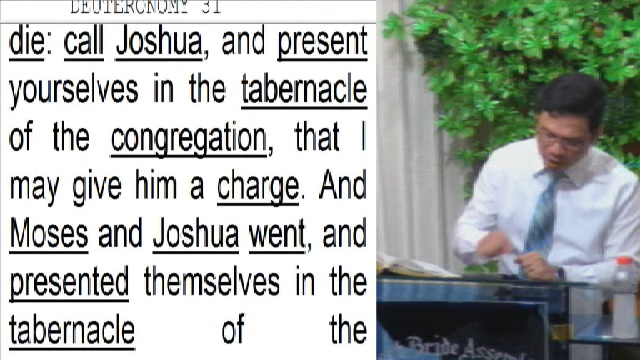 DEUTERONOMY 31
die: call Joshua, and present
yourselves in the tabernacle
of the congregation, that I
may give him a charge. And
Moses and Joshua went, and
presented themselves in the
tabernacle of the
Bride